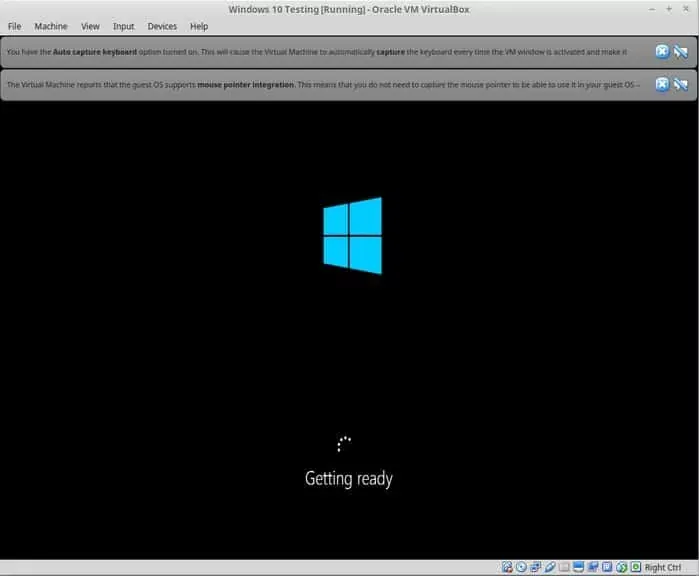 Windows 10 Testing [Running] - Oracle VM VirtualBox
File Machine View Input Devices Help
You have the Auto capture keyboard option turned on. This will cause the Virtual Machine to automatically capture the keyboard every time the VM window is activated and make it
The Virtual Machine reports that the guest OS supports mouse pointer integration. This means that you do not need to capture the mouse pointer to be able to use it in your guest OS --
Getting ready
Right Ctrl